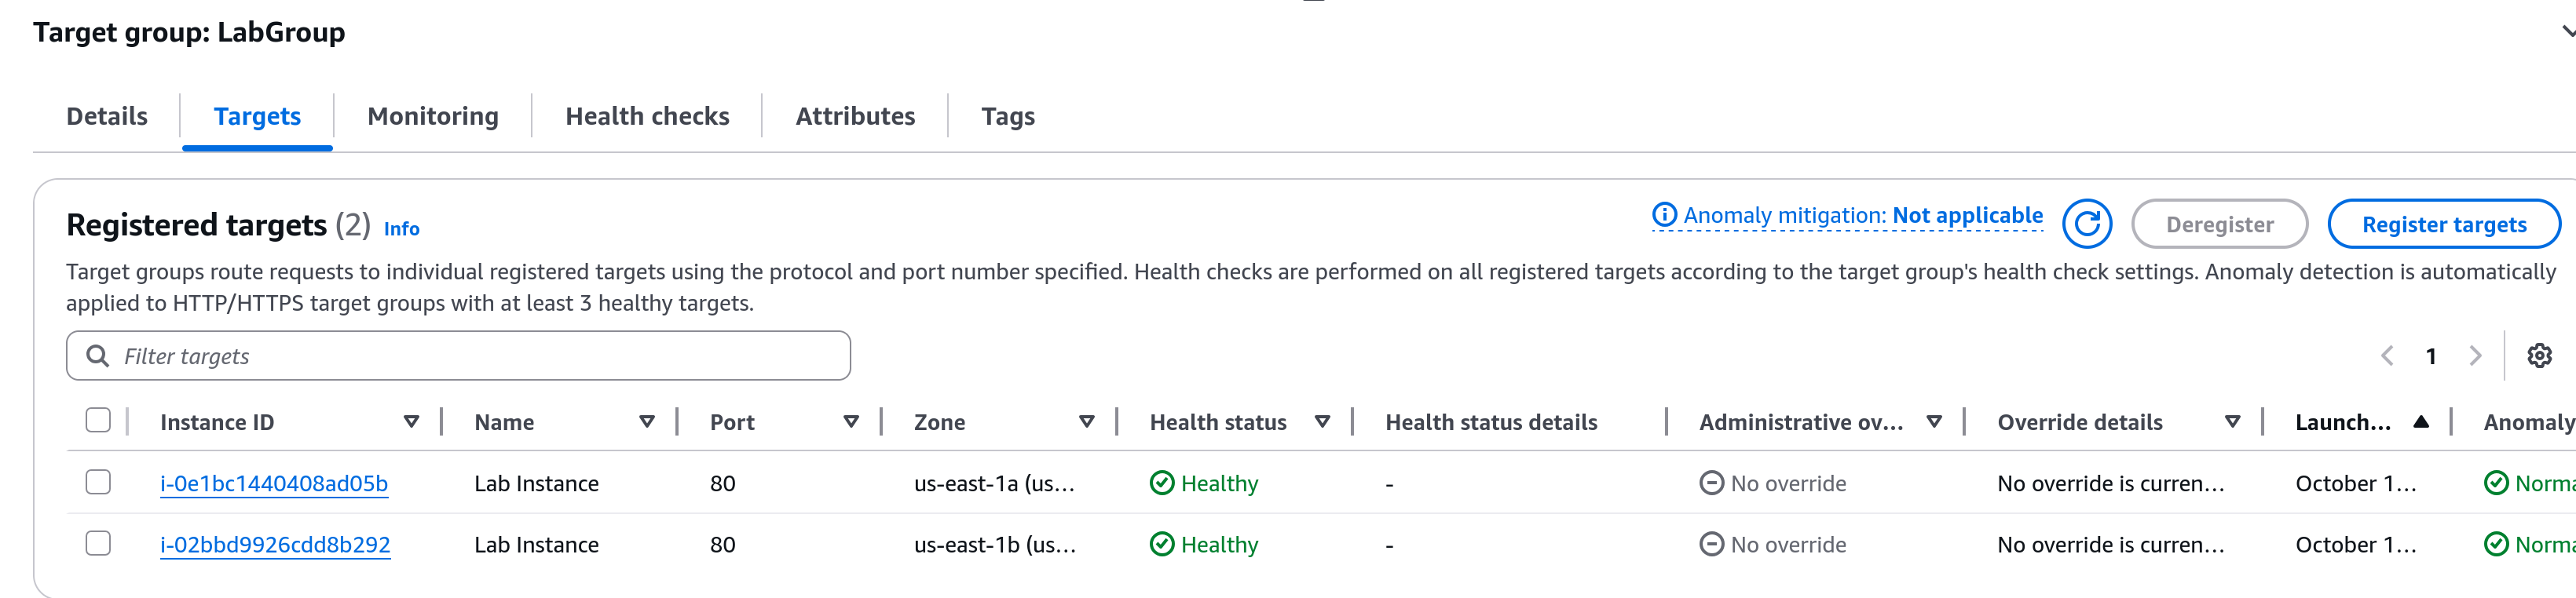 Target group: LabGroup
Details Targets Monitoring Health checks Attributes Tags
Registered targets (2) Info
Anomaly mitigation: Not applicable Deregister Register targets
Target groups route requests to individual registered targets using the protocol and port number specified. Health checks are performed on all registered targets according to the target group's health check settings. Anomaly detection is automatically
applied to HTTP/HTTPS target groups with at least 3 healthy targets.
Filter targets
1
Instance ID Name Port Zone Health status Health status details Administrative ov... Override details Launch... Anomaly
i-0e1bc1440408ad05b Lab Instance 80 us-east-1a (us... Healthy - No override No override is curren... October 1... Norma
i-02bbd9926cdd8b292 Lab Instance 80 us-east-1b (us... Healthy - No override No override is curren... October 1... Norma